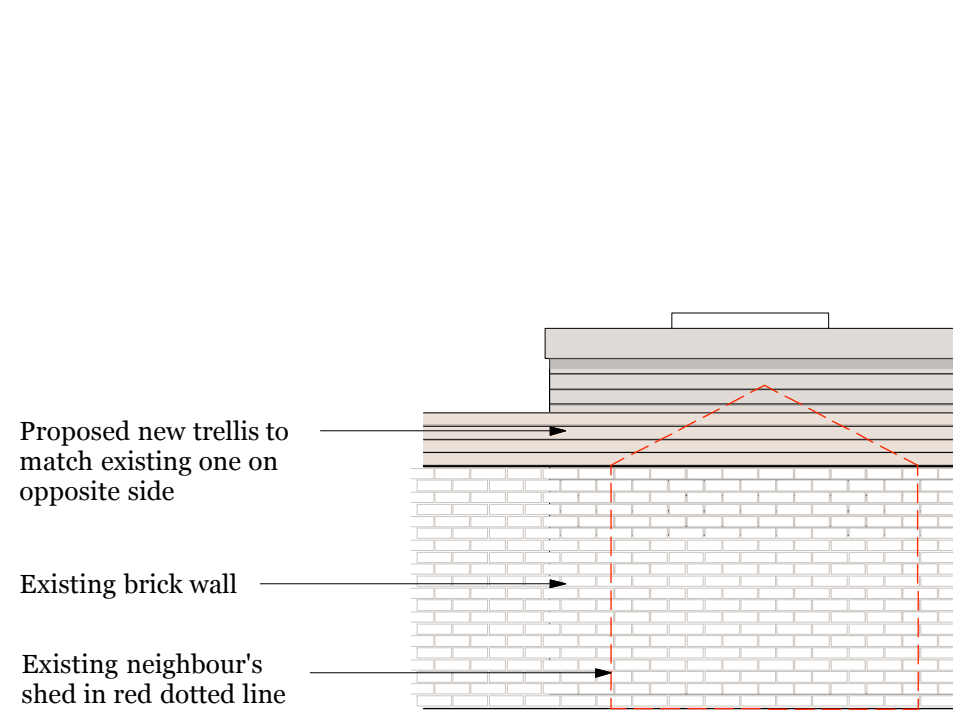 Proposed new trellis to
match existing one on
opposite side
Existing brick wall
Existing neighbour's
shed in red dotted line